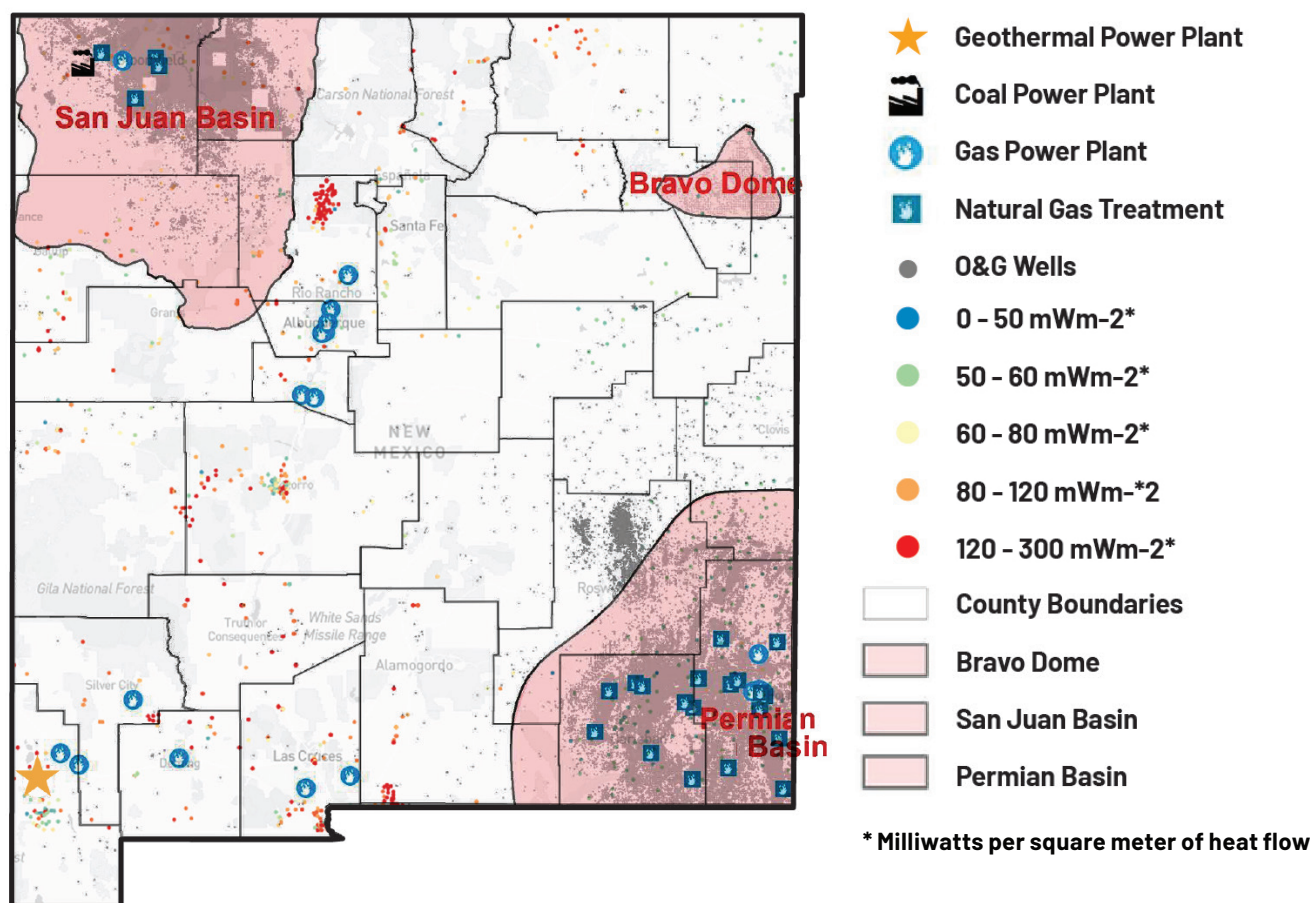 Carson National Forest
San Juan Basin
Bravo Dome
Española
Santa Fe
Gallup
Rio Rancho
Grants
Albuquerque
NEW
MEXICO
Clovis
Socorro
Gila National Forest
Truth or
Consequences
White Sands
Missile Range
Alamogordo
Silver City
Permian
Basin
Las Cruces
Geothermal Power Plant
Coal Power Plant
Gas Power Plant
Natural Gas Treatment
O&G Wells
0 - 50 mWm-2*
50 - 60 mWm-2*
60 - 80 mWm-2*
80 - 120 mWm-*2
120 - 300 mWm-2*
County Boundaries
Bravo Dome
San Juan Basin
Permian Basin
* Milliwatts per square meter of heat flow